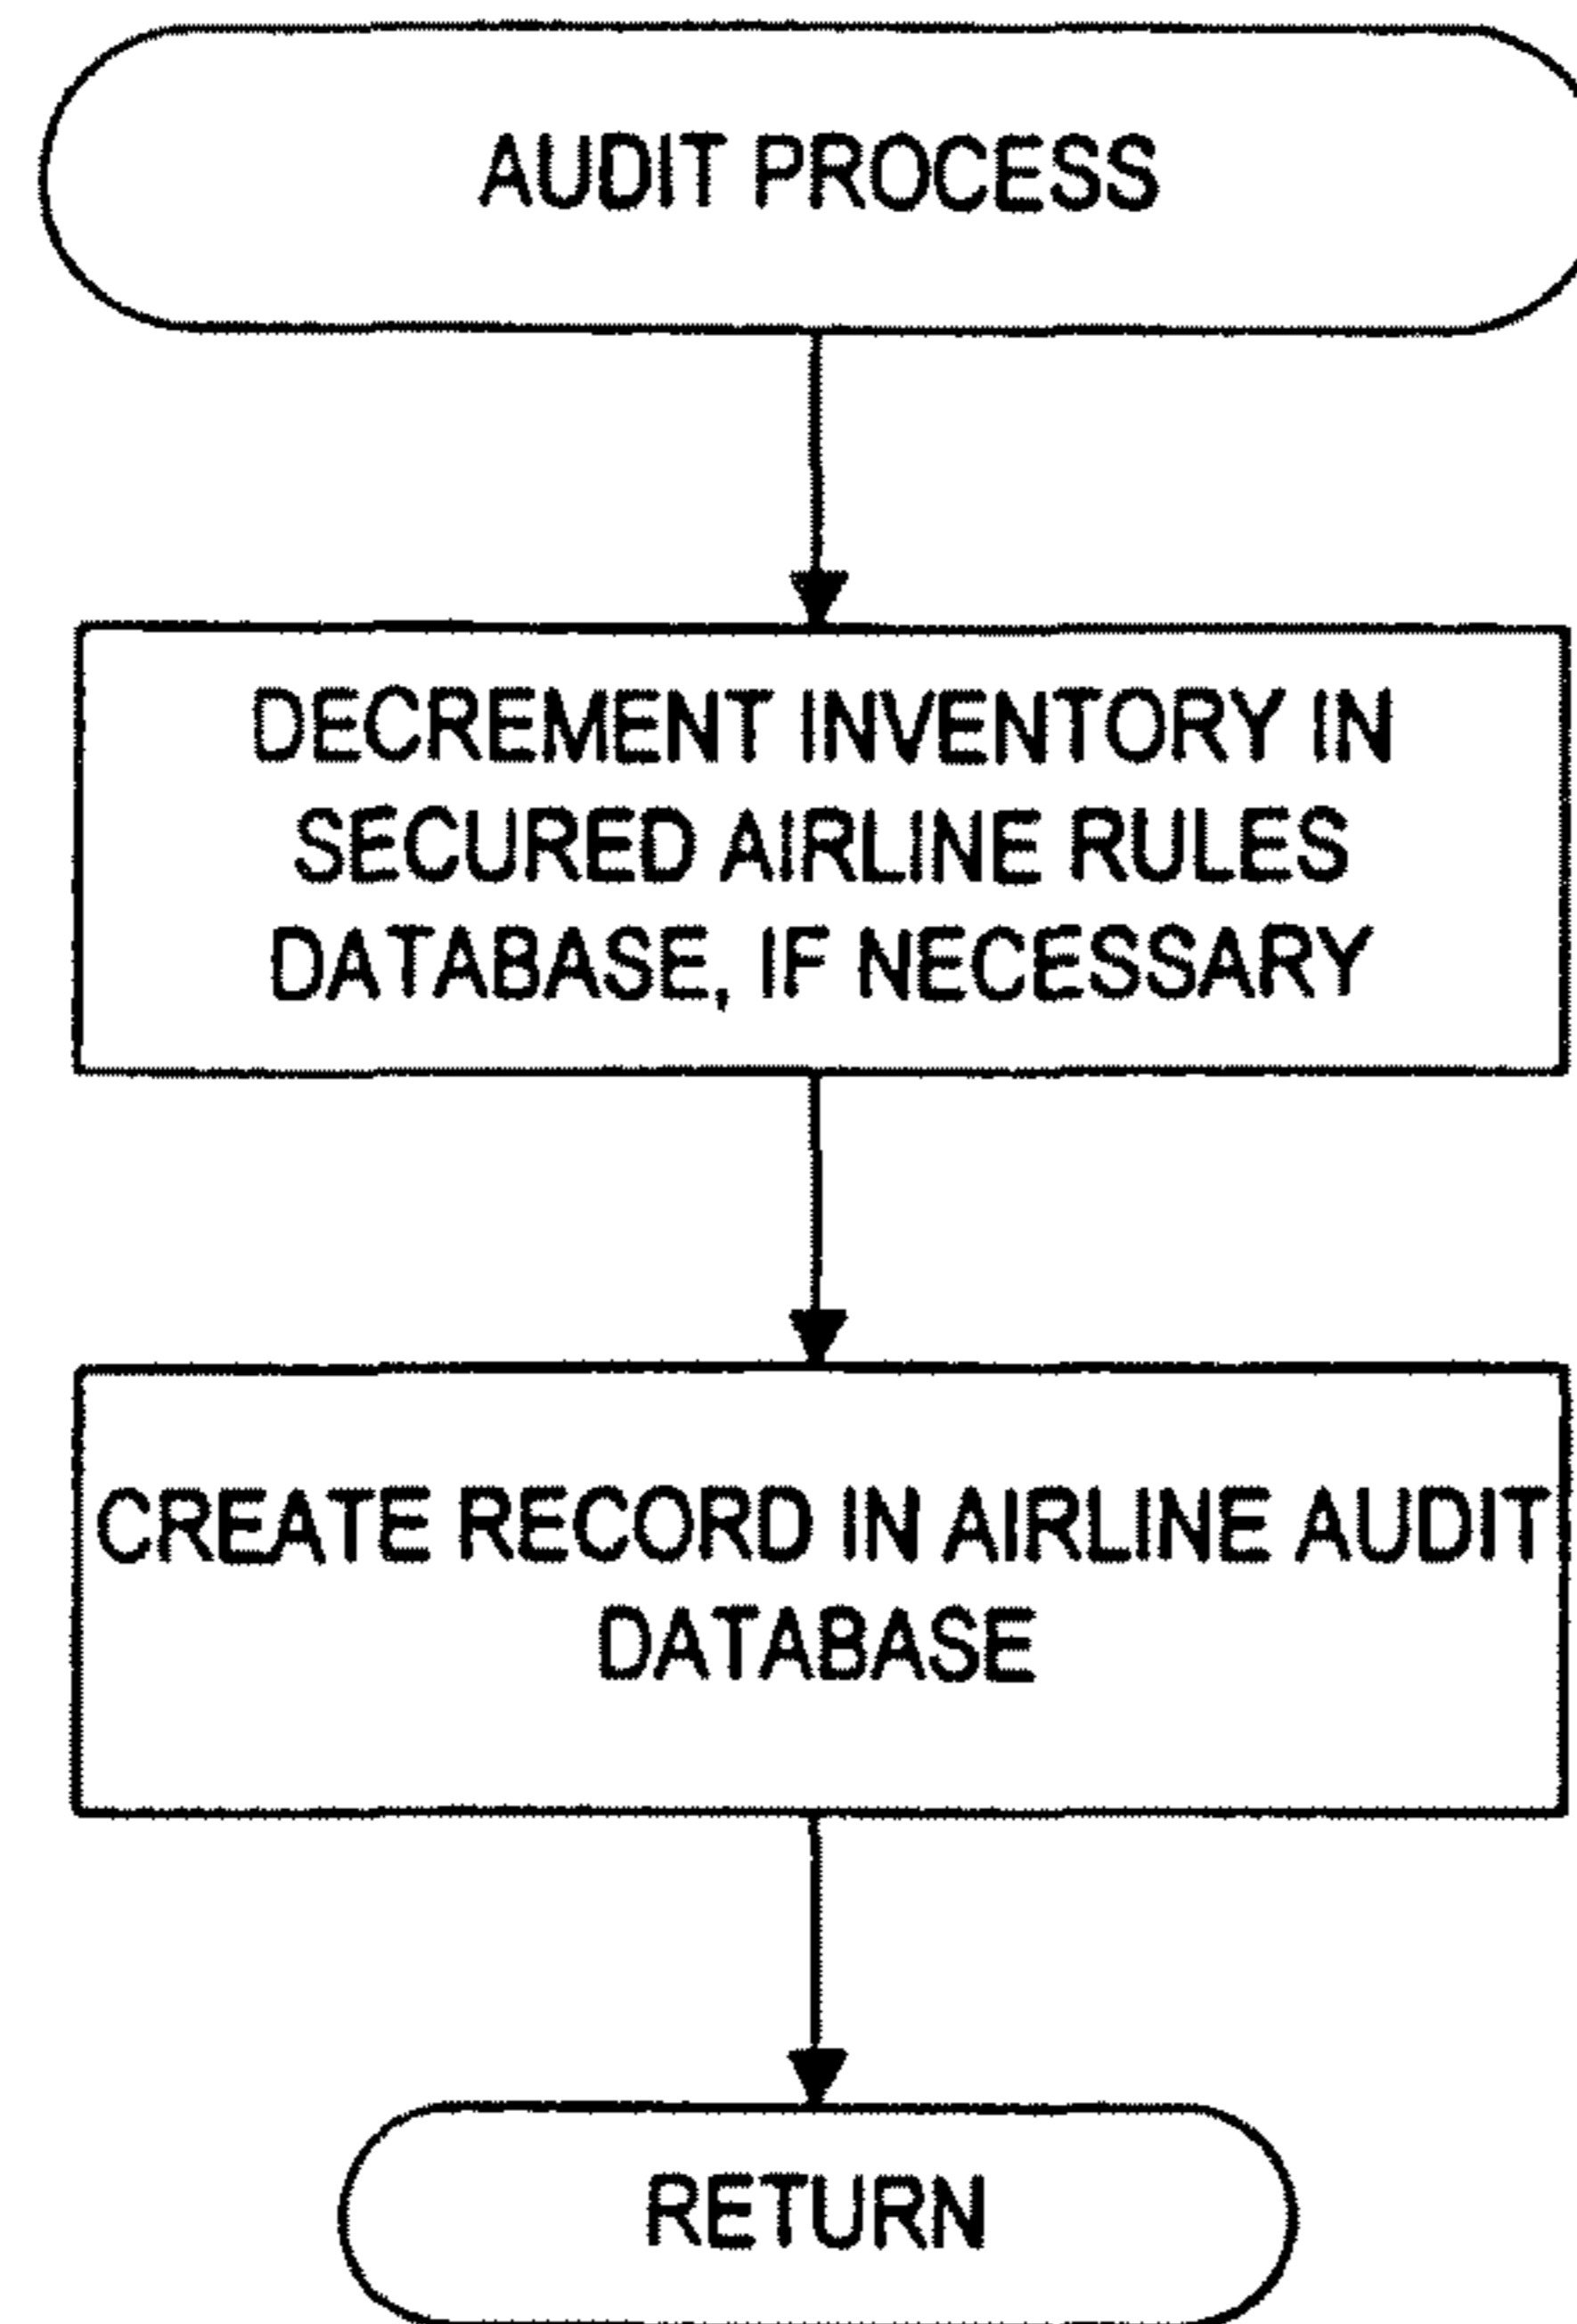 AUDIT PROCESS
DECREMENT INVENTORY IN
SECURED AIRLINE RULES
DATABASE, IF NECESSARY
CREATE RECORD IN AIRLINE AUDIT
DATABASE
RETURN